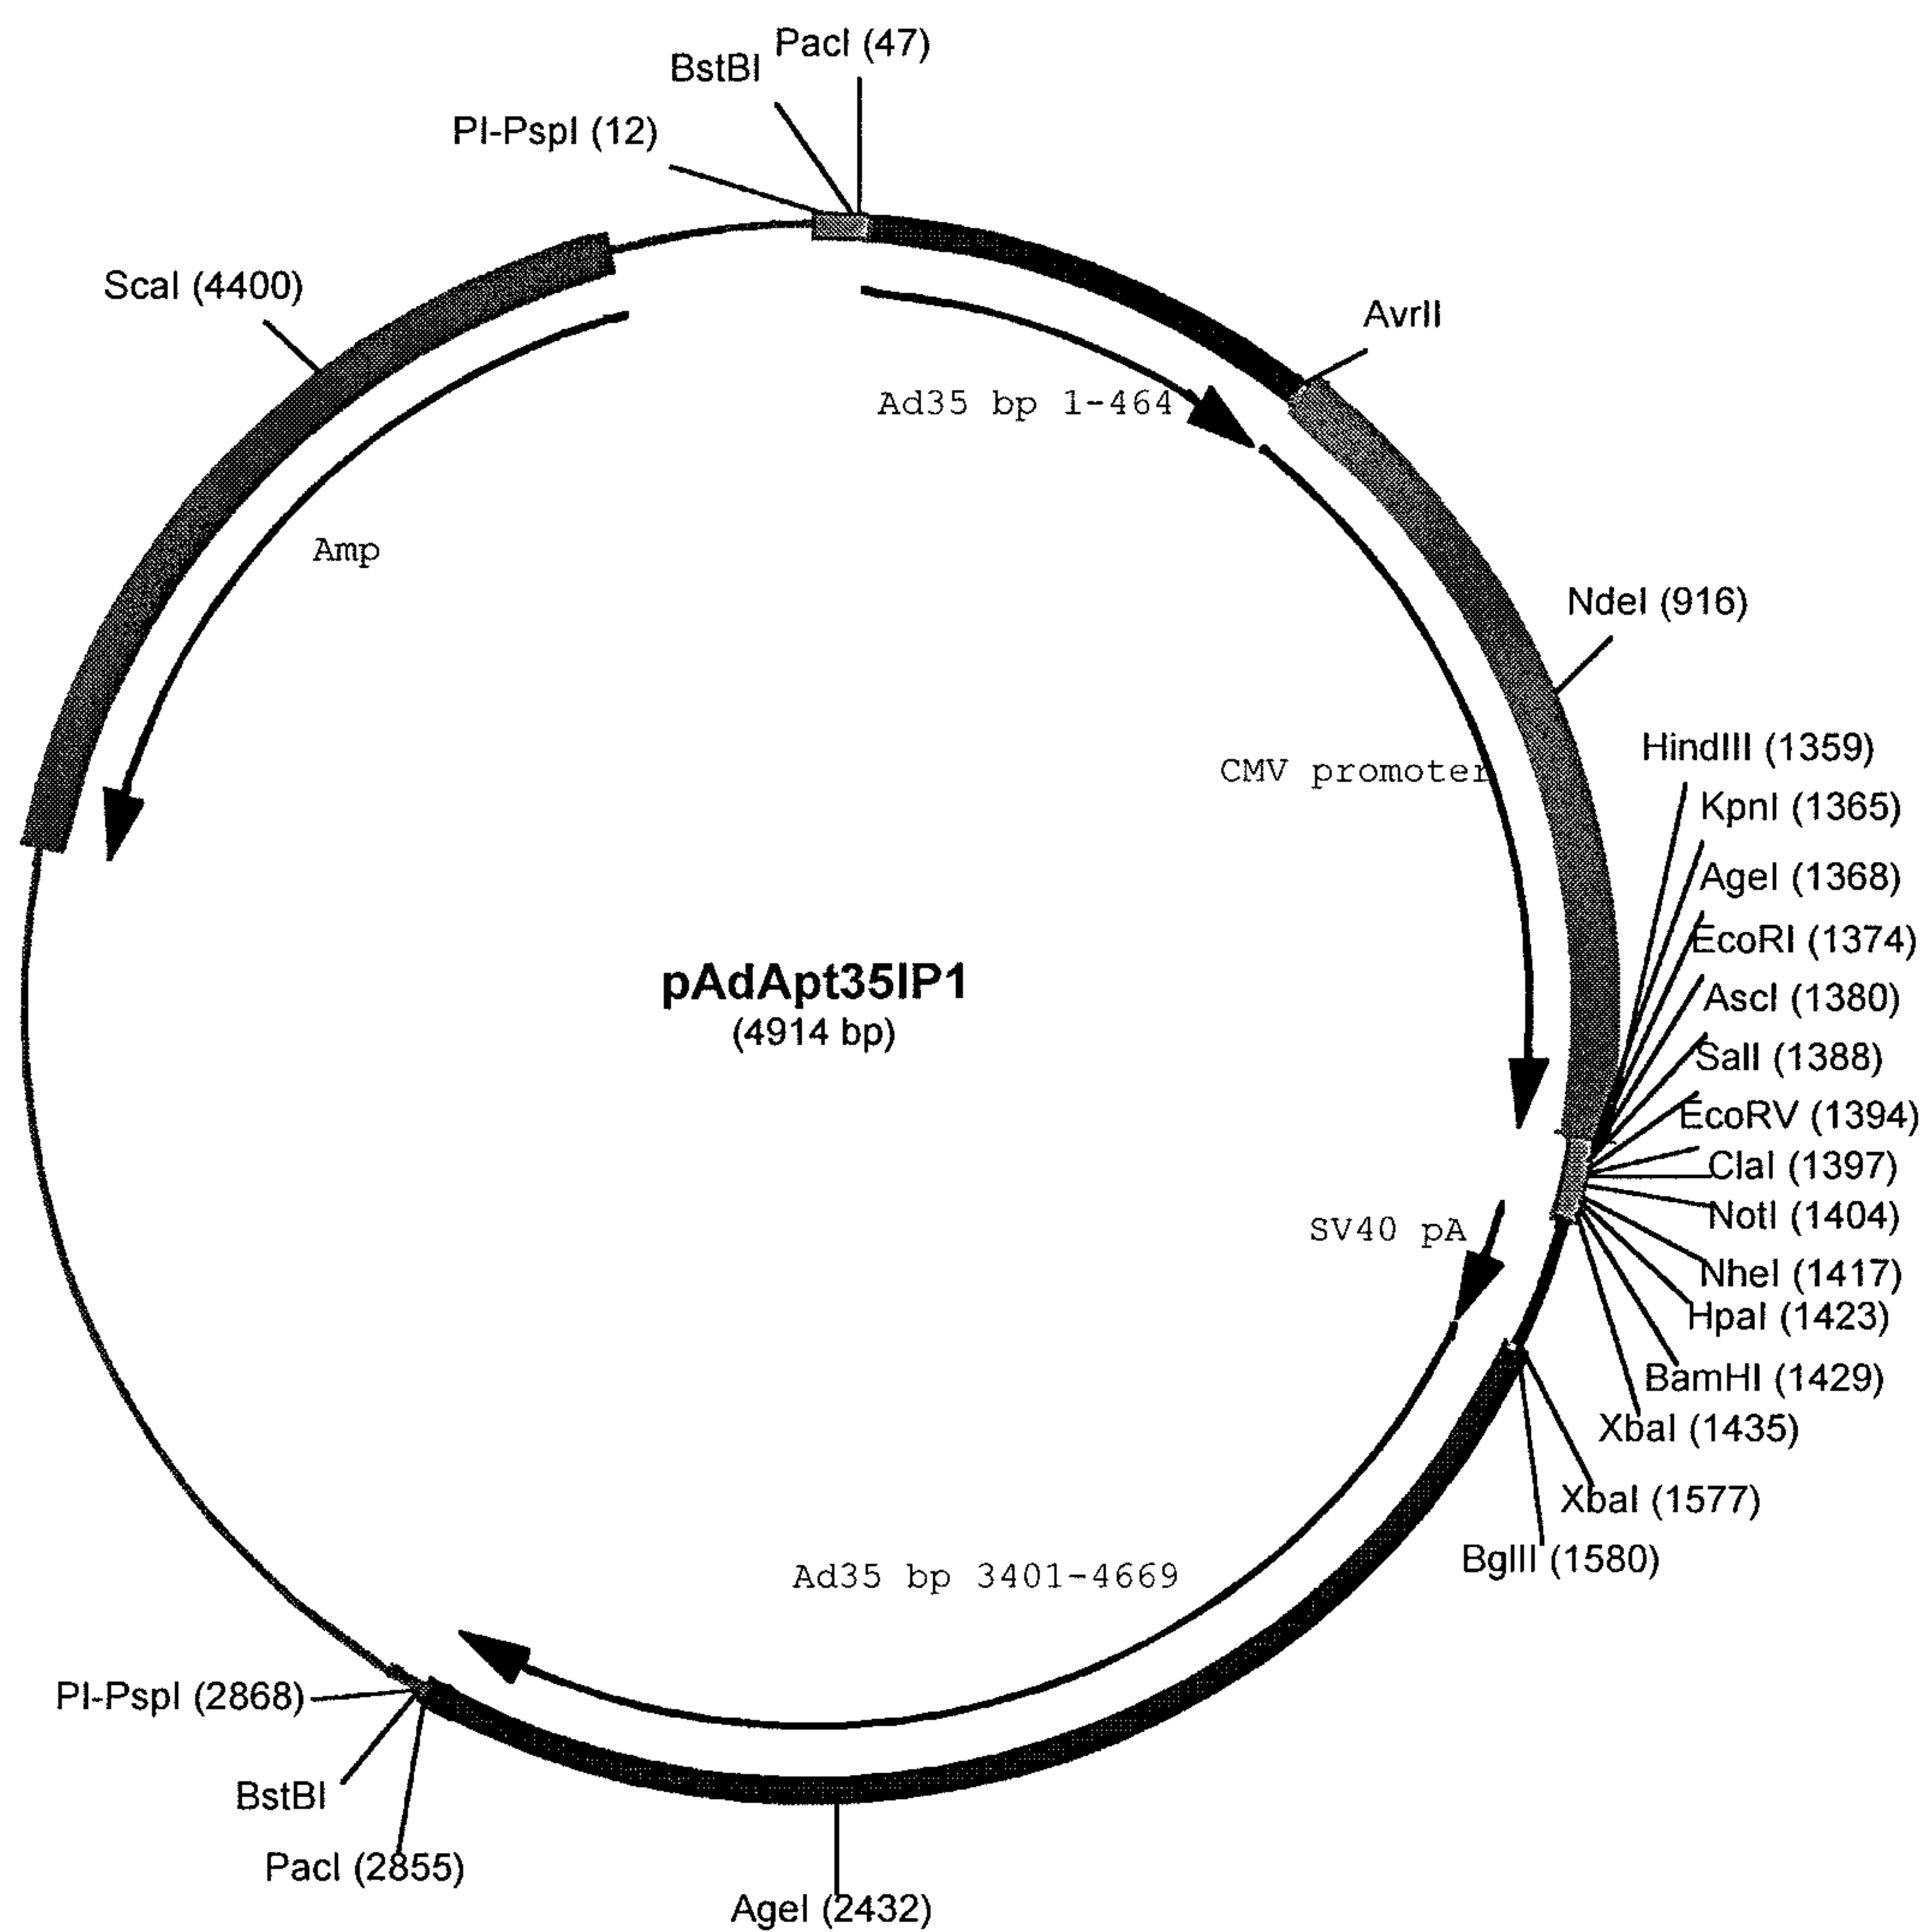 PacI (47)
BstBI
PI-PspI (12)
ScaI (4400)
AvrII
Ad35 bp 1-464
Amp
NdeI (916)
HindIII (1359)
CMV promoter
KpnI (1365)
AgeI (1368)
EcoRI (1374)
pAdApt35IP1
(4914 bp)
AscI (1380)
SalI (1388)
EcoRV (1394)
ClaI (1397)
NotI (1404)
SV40 pA
NheI (1417)
HpaI (1423)
BamHI (1429)
XbaI (1435)
XbaI (1577)
BglII (1580)
Ad35 bp 3401-4669
PI-PspI (2868)
BstBI
PacI (2855)
AgeI (2432)